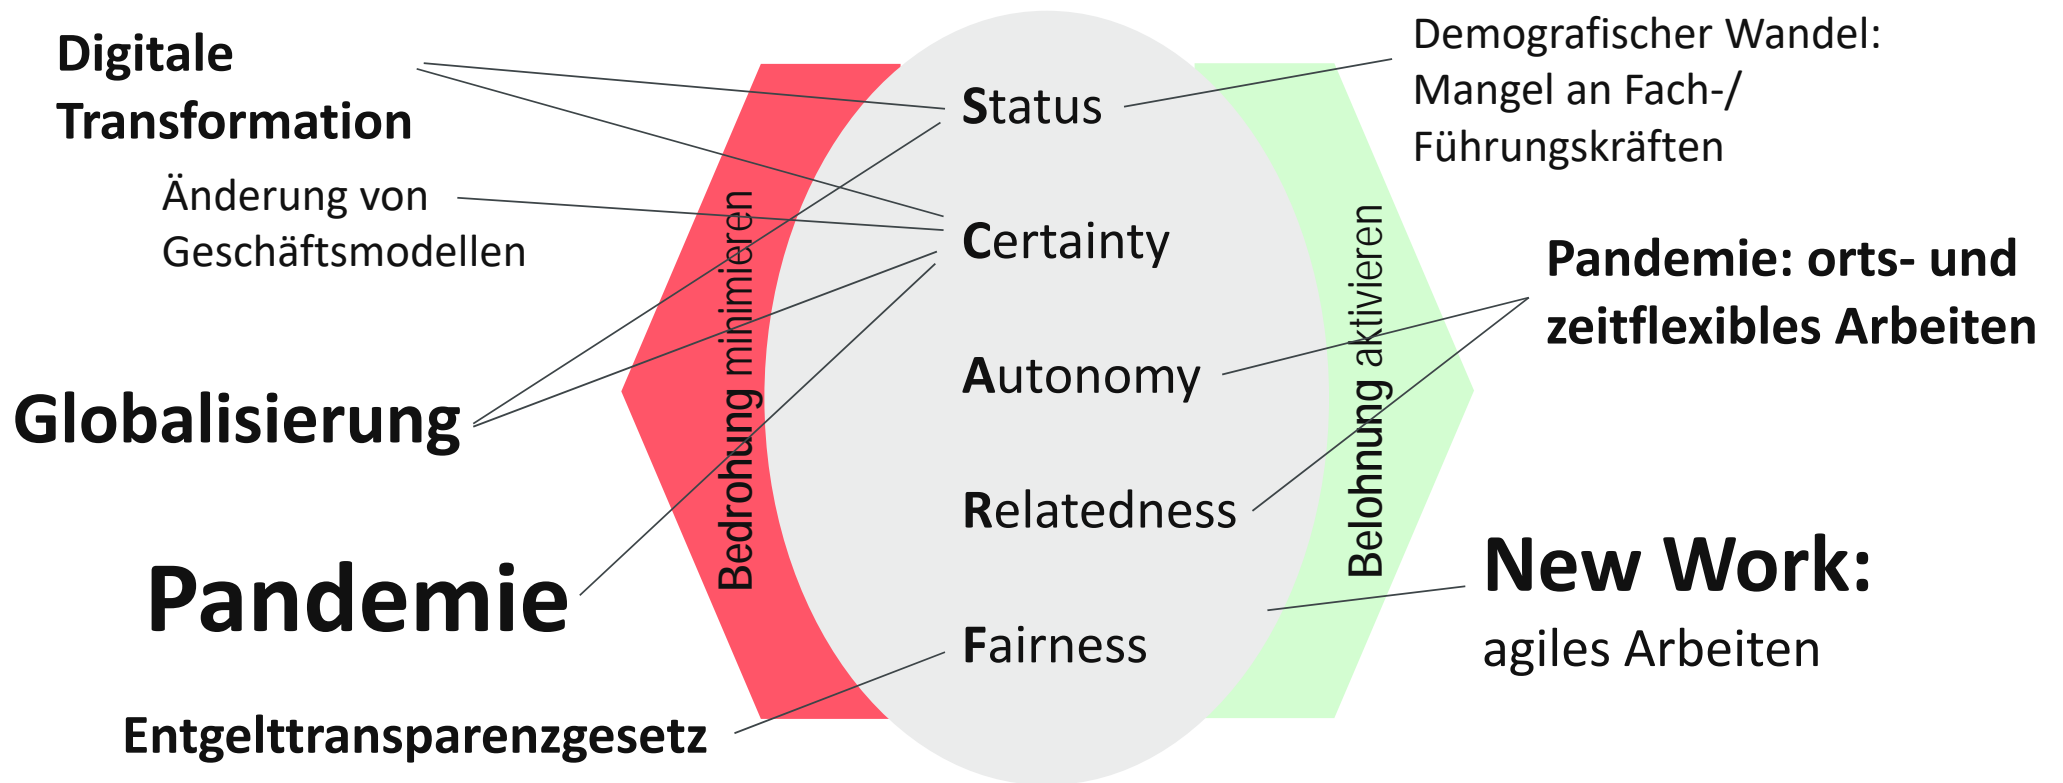 Digitale
Transformation
Änderung von
Geschäftsmodellen
Globalisierung
Pandemie
Entgelttransparenzgesetz
Bedrohung minimieren
Status
Certainty
Autonomy
Relatedness
Fairness
Belohnung aktivieren
Demografischer Wandel:
Mangel an Fach-/
Führungskräften
Pandemie: orts- und
zeitflexibles Arbeiten
New Work:
agiles Arbeiten